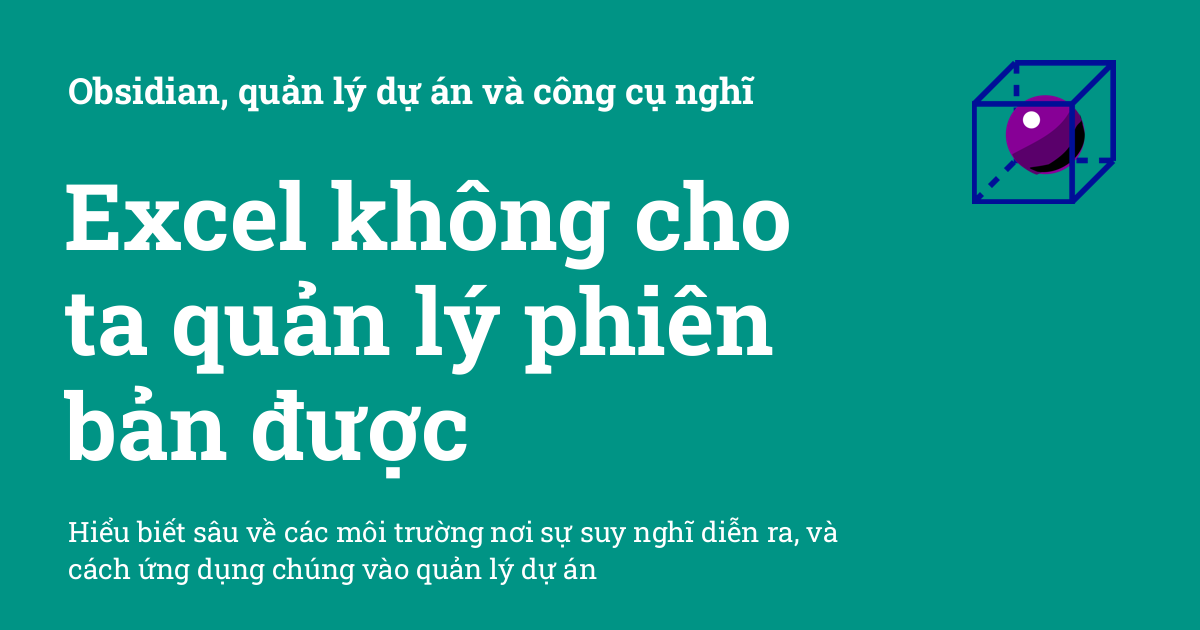 Obsidian, quản lý dự án và công cụ nghĩ
Excel không cho
ta quản lý phiên
bản được
Hiểu biết sâu về các môi trường nơi sự suy nghĩ diễn ra, và
cách ứng dụng chúng vào quản lý dự án